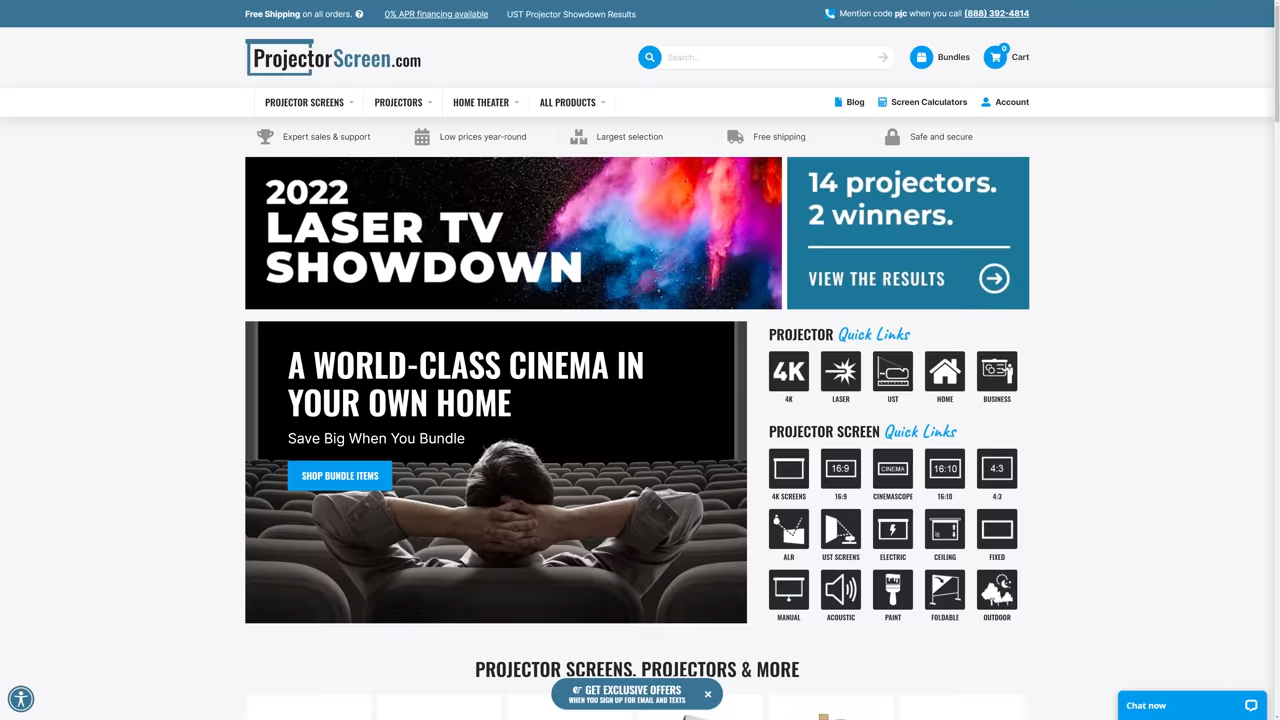 Free Shipping on all orders.
0% APR financing available
UST Projector Showdown Results
Mention code pjc when you call (888) 392-4814
ProjectorScreen.com
Search...
Bundles
0
Cart
PROJECTOR SCREENS
PROJECTORS
HOME THEATER
ALL PRODUCTS
Blog
Screen Calculators
Account
Expert sales & support
Low prices year-round
Largest selection
Free shipping
Safe and secure
2022
LASER TV
SHOWDOWN
14 projectors.
2 winners.
VIEW THE RESULTS
A WORLD-CLASS CINEMA IN
YOUR OWN HOME
Save Big When You Bundle
SHOP BUNDLE ITEMS
PROJECTOR Quick Links
4K
4K
LASER
UST
HOME
BUSINESS
PROJECTOR SCREEN Quick Links
16:9
CINEMA
16:10
4:3
4K SCREENS
16:9
CINEMASCOPE
16:10
4:3
ALR
UST SCREENS
ELECTRIC
CEILING
FIXED
MANUAL
ACOUSTIC
PAINT
FOLDABLE
OUTDOOR
PROJECTOR SCREENS, PROJECTORS & MORE
GET EXCLUSIVE OFFERS
WHEN YOU SIGN UP FOR EMAIL AND TEXTS
Chat now